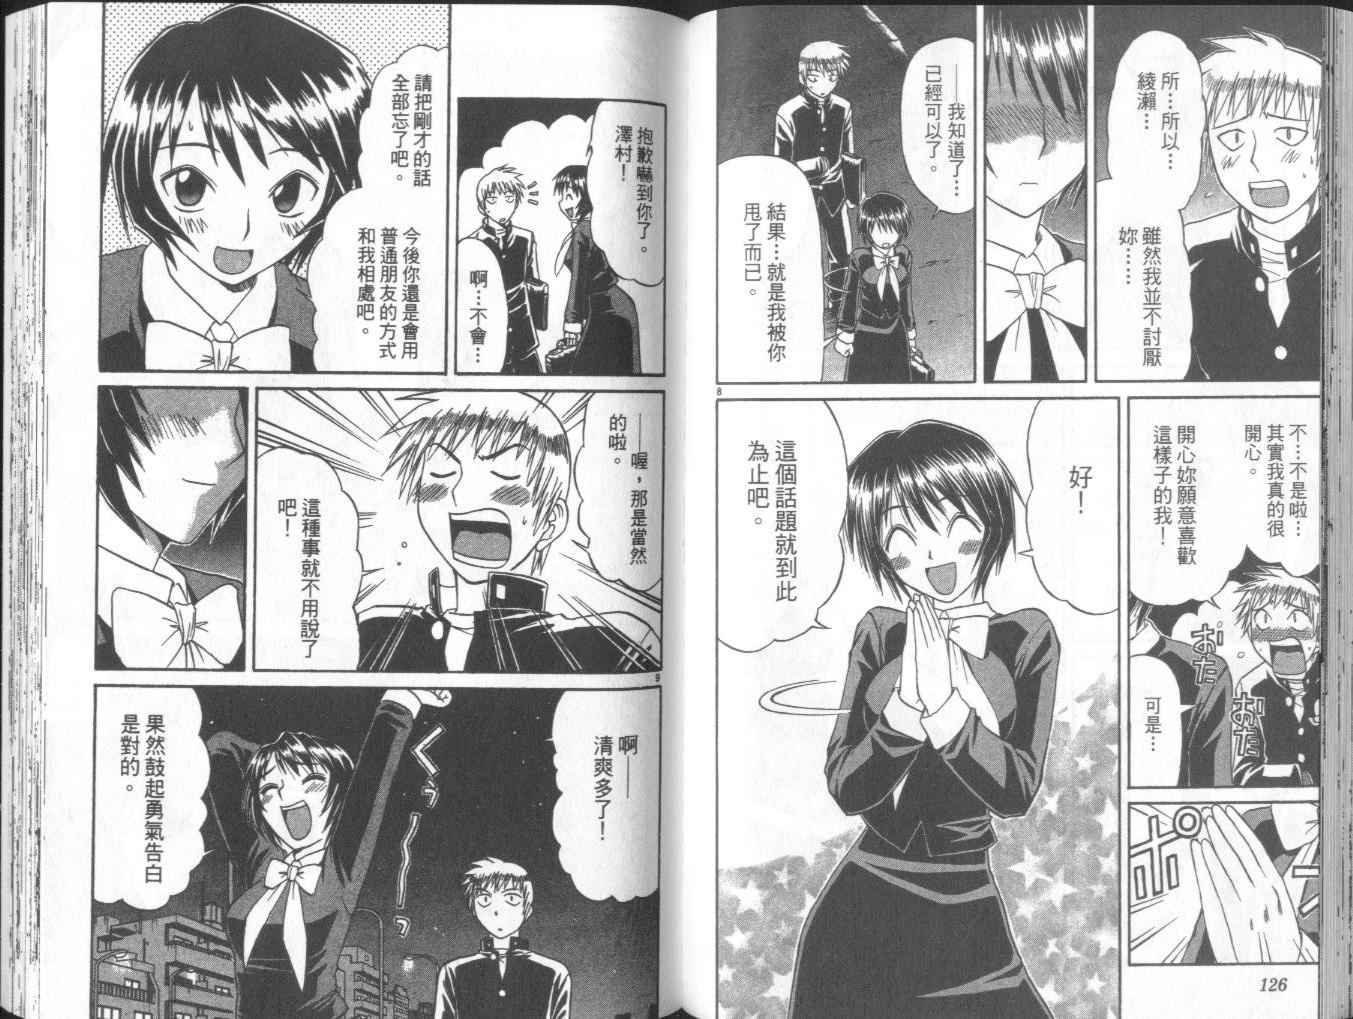 所…所以…
綾瀨…
雖然我並不討厭
妳……
——我知道了…
已經可以了。
結果…就是我被你
甩了而已。
8
不…不是啦…
其實我真的很
開心。
開心妳願意喜歡
這樣子的我！
おた
おた
可是…
ポ
ン
好！
這個話題就到此
為止吧。
126
抱歉嚇到你了。
澤村！
啊…不會…
請把剛才的話
全部忘了吧。
今後你還是會用
普通朋友的方式
和我相處吧。
——喔，那是當然
的啦。
這種事就不用說了
吧！
9
啊——
清爽多了！
果然鼓起勇氣告白
是對的。